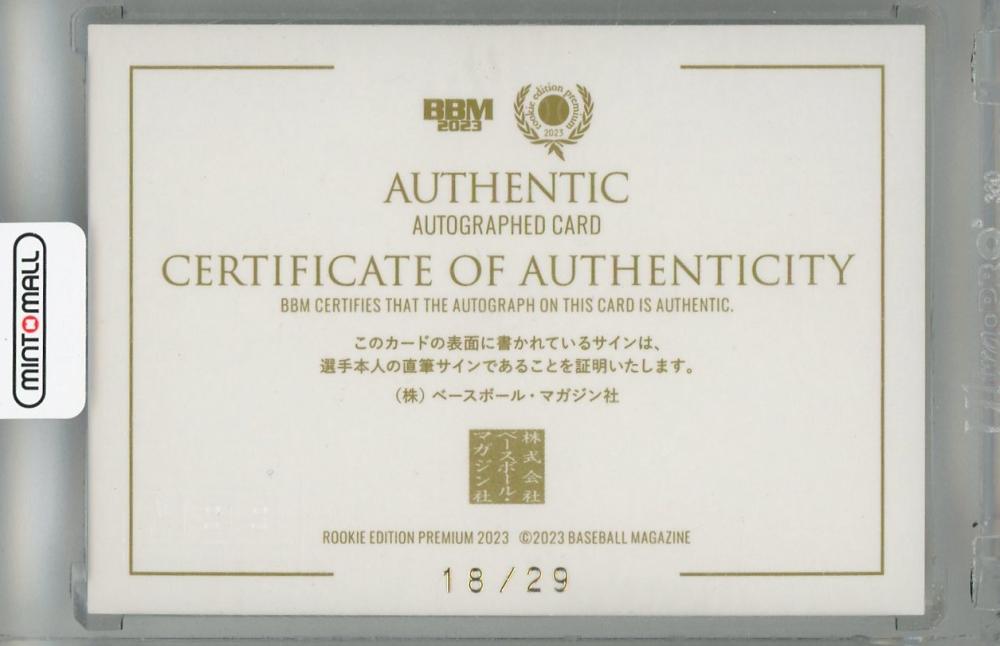 BBM
2023
rookie edition premium
2023
AUTHENTIC
AUTOGRAPHED CARD
CERTIFICATE OF AUTHENTICITY
BBM CERTIFIES THAT THE AUTOGRAPH ON THIS CARD IS AUTHENTIC.
このカードの表面に書かれているサインは、
選手本人の直筆サインであることを証明いたします。
(株) ベースボール・マガジン社
株式会社
ベースボール・
マガジン社
ROOKIE EDITION PREMIUM 2023 ©2023 BASEBALL MAGAZINE
18/29
MINTOMALL